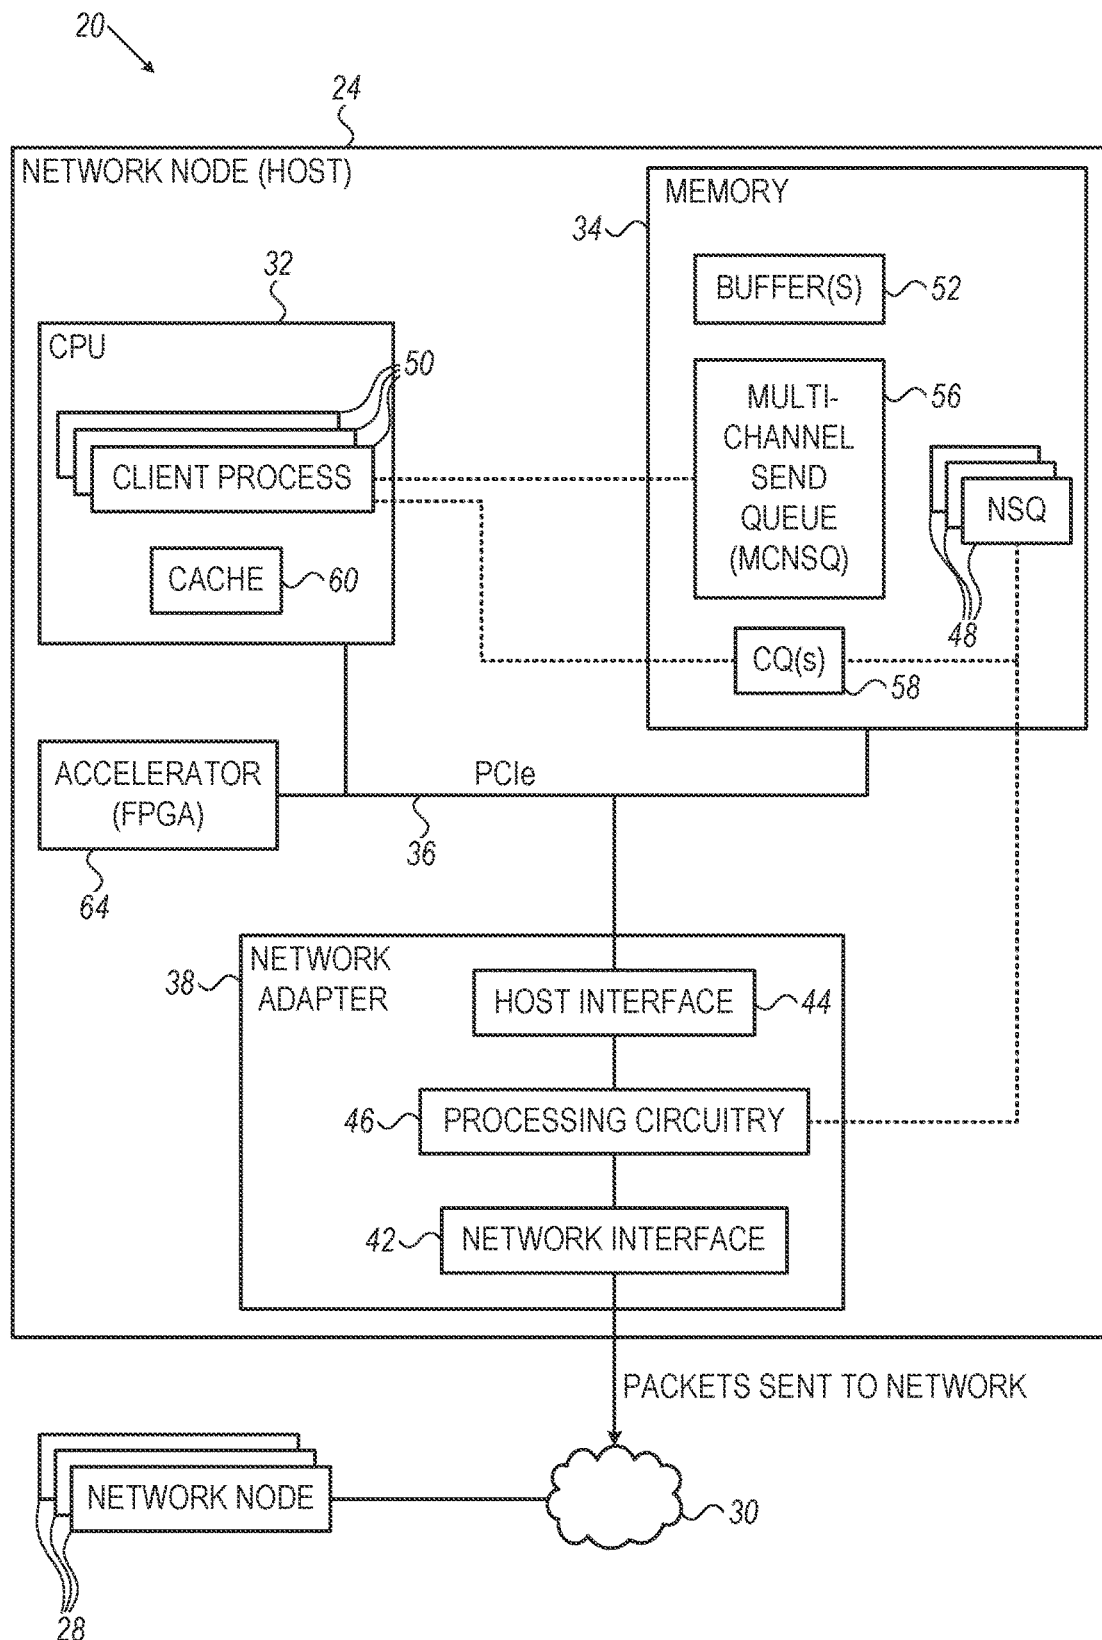 20
24
NETWORK NODE (HOST)
MEMORY
34
32
BUFFER(S)
52
CPU
50
MULTI-
CHANNEL
SEND
QUEUE
(MCNSQ)
56
CLIENT PROCESS
NSQ
CACHE
60
48
CQ(s)
58
ACCELERATOR
(FPGA)
PCIe
36
64
NETWORK
ADAPTER
38
HOST INTERFACE
44
46
PROCESSING CIRCUITRY
42
NETWORK INTERFACE
PACKETS SENT TO NETWORK
NETWORK NODE
30
28